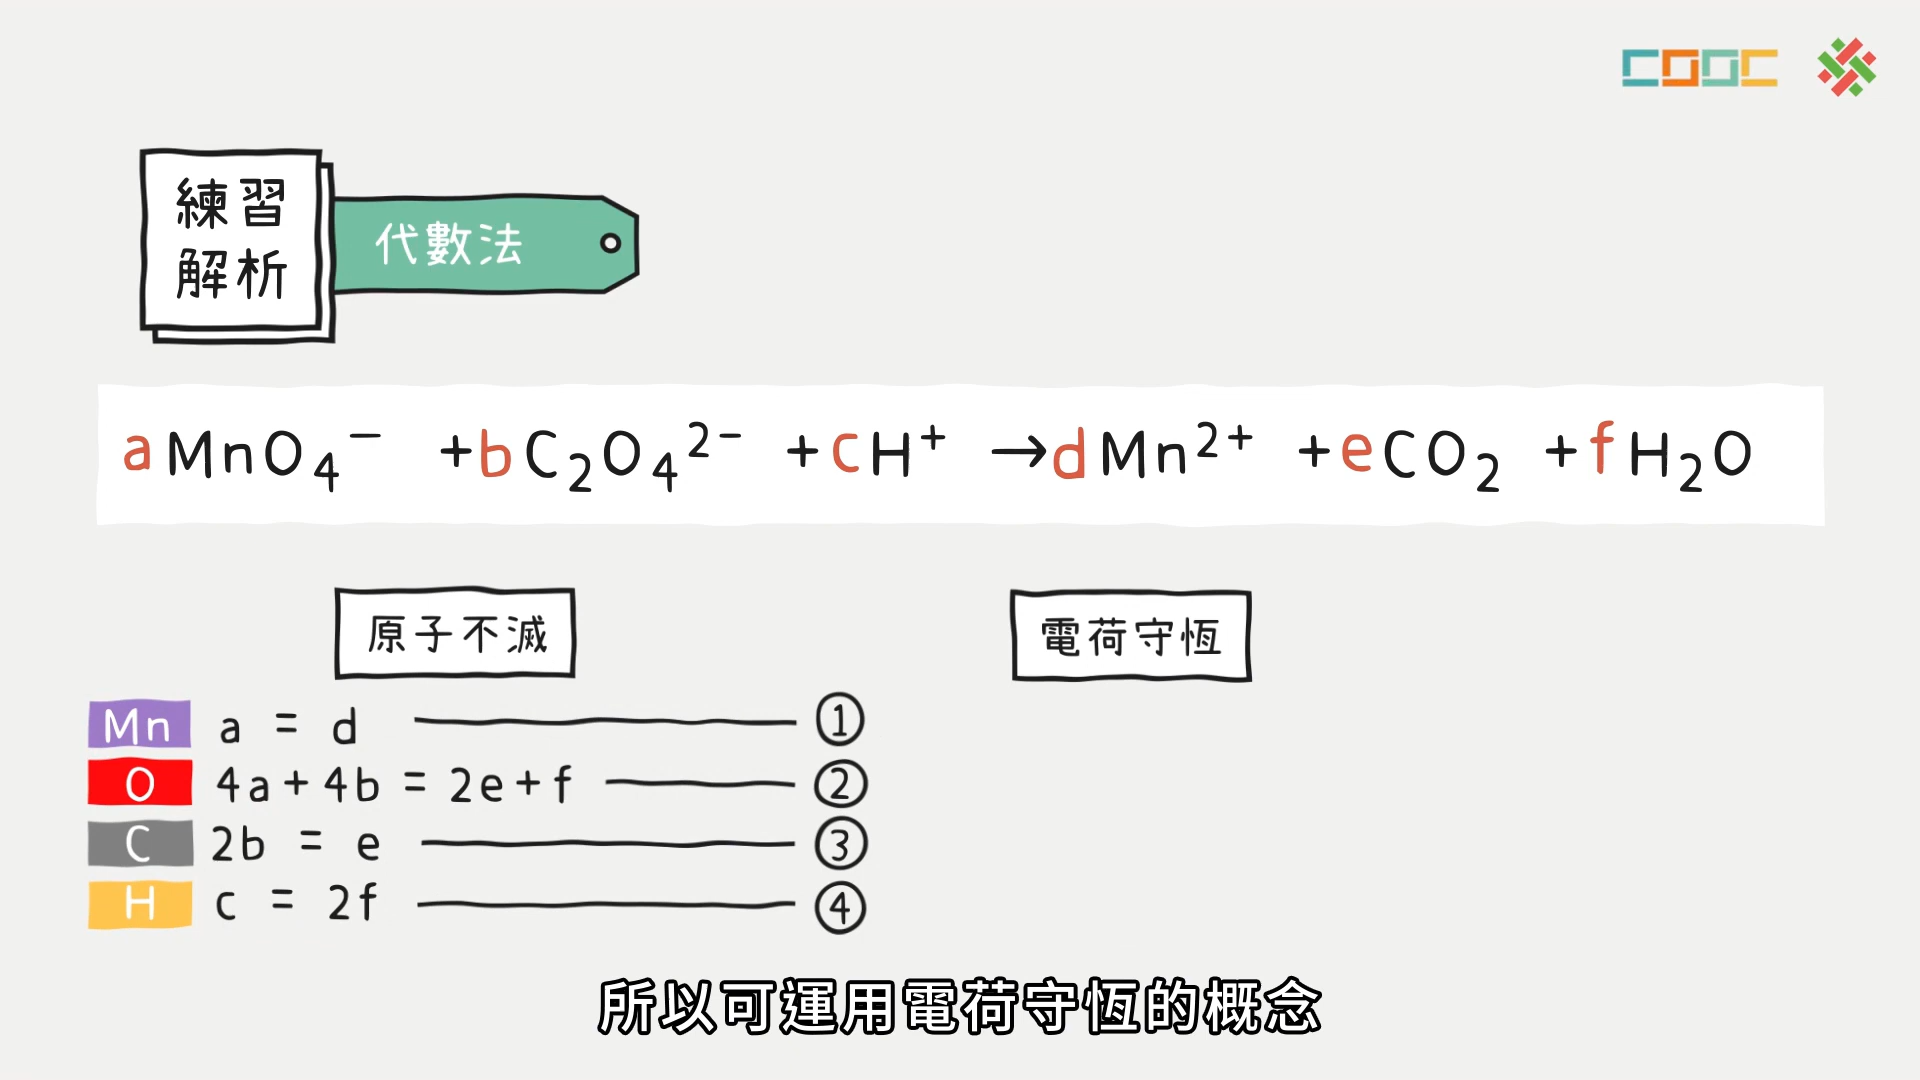 COOC
練習
解析
代數法
aMnO₄⁻ +bC₂O₄²⁻ +cH⁺ →dMn²⁺ +eCO₂ +fH₂O
原子不滅
電荷守恆
Mn a = d ①
O 4a+4b = 2e+f ②
C 2b = e ③
H c = 2f ④
所以可運用電荷守恆的概念